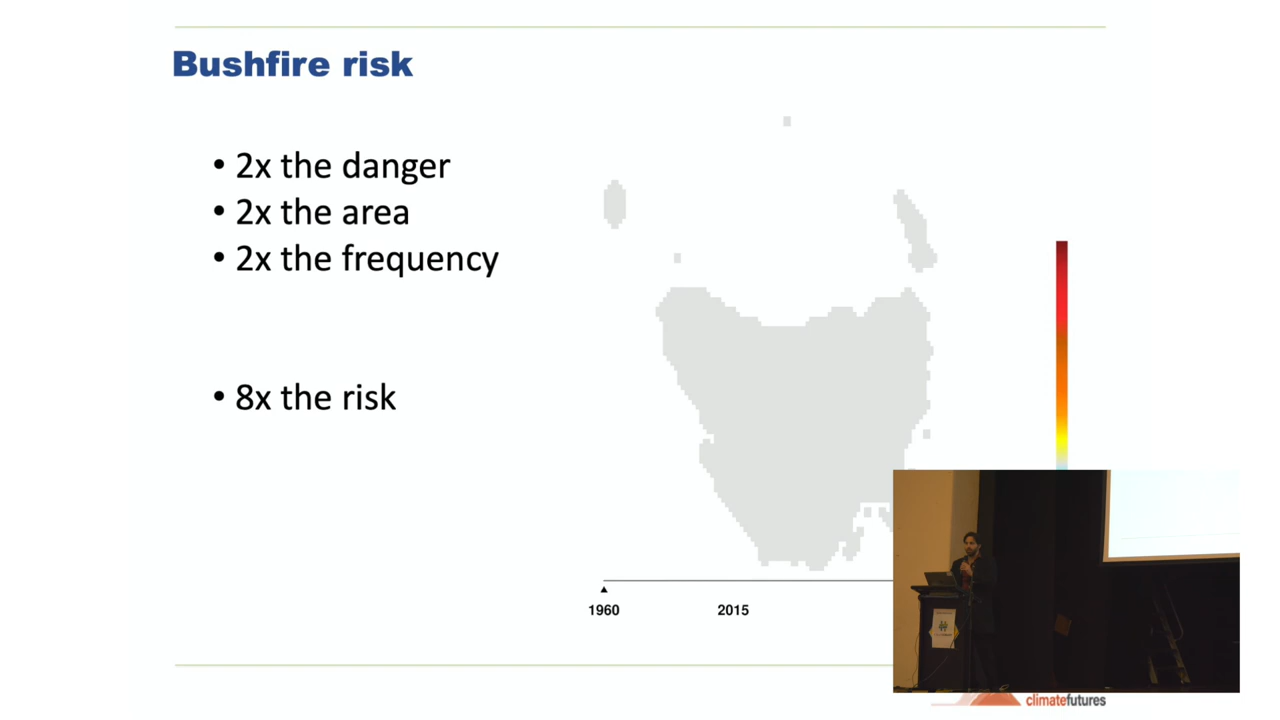 Bushfire risk
• 2x the danger
• 2x the area
• 2x the frequency
• 8x the risk
1960
2015
climatefutures